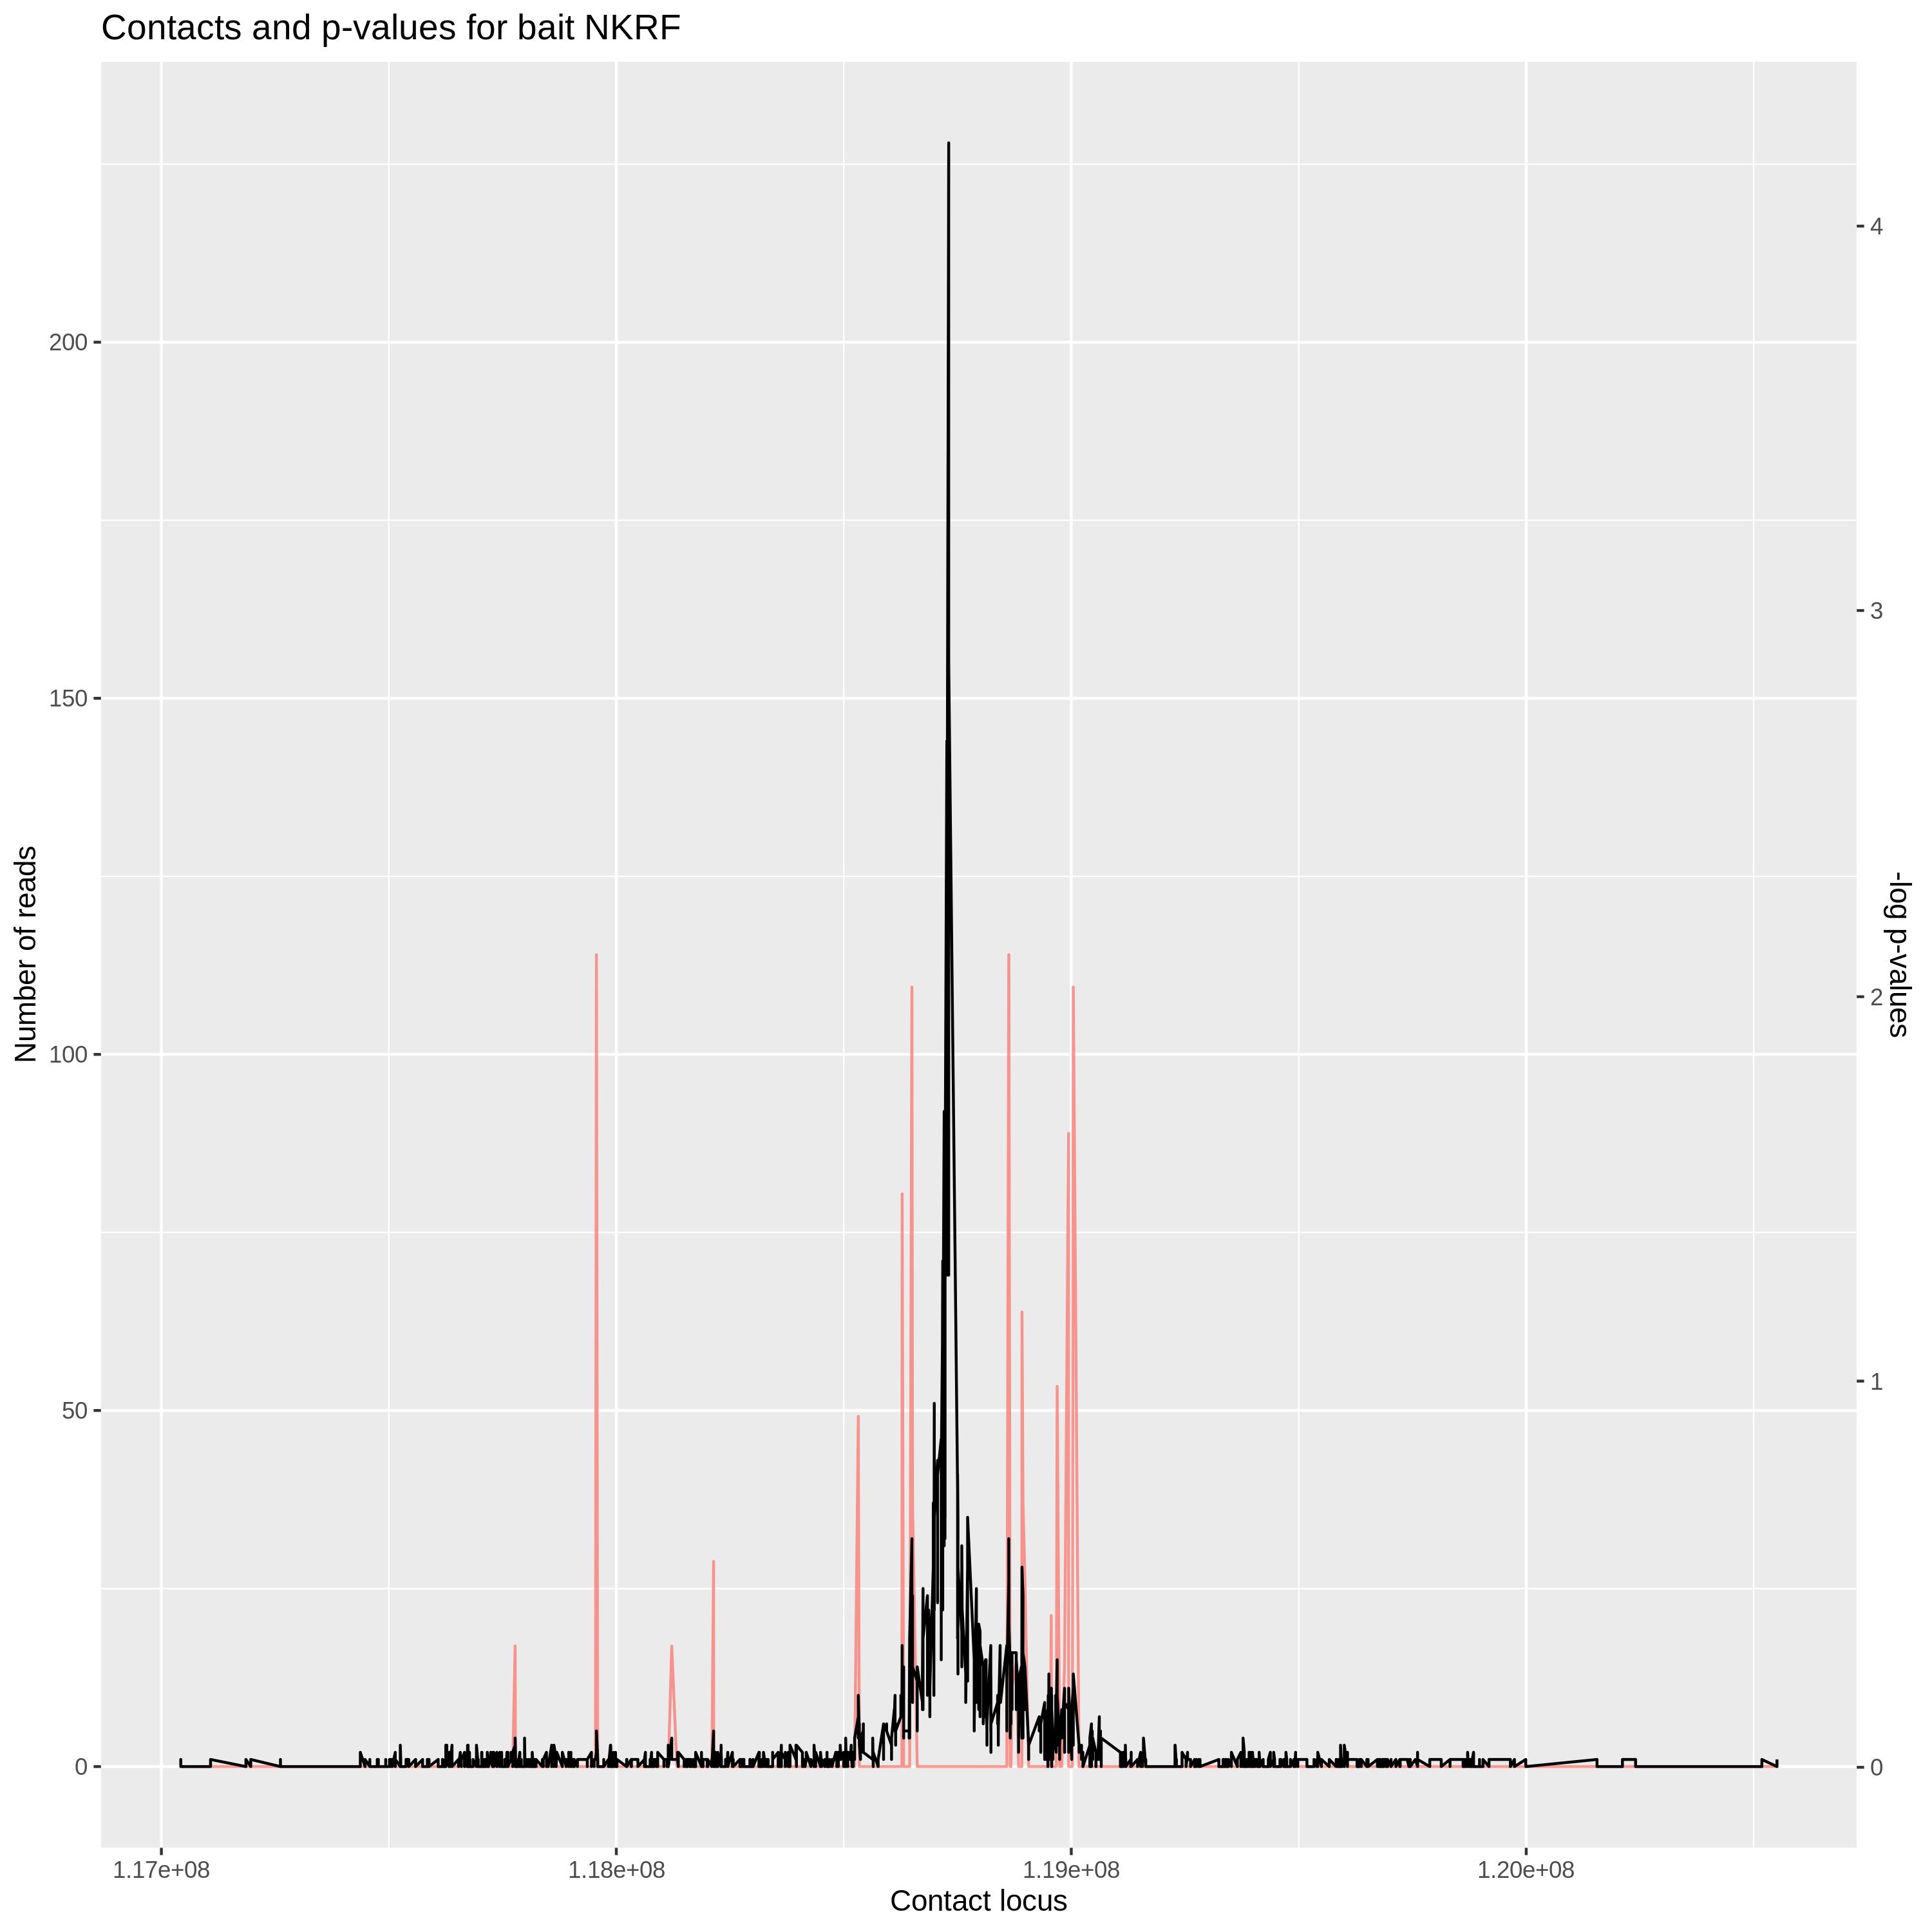 Contacts and p-values for bait NKRF
Number of reads
200
150
100
50
0
4
3
2
1
0
-log p-values
1.17e+08
1.18e+08
1.19e+08
1.20e+08
Contact locus